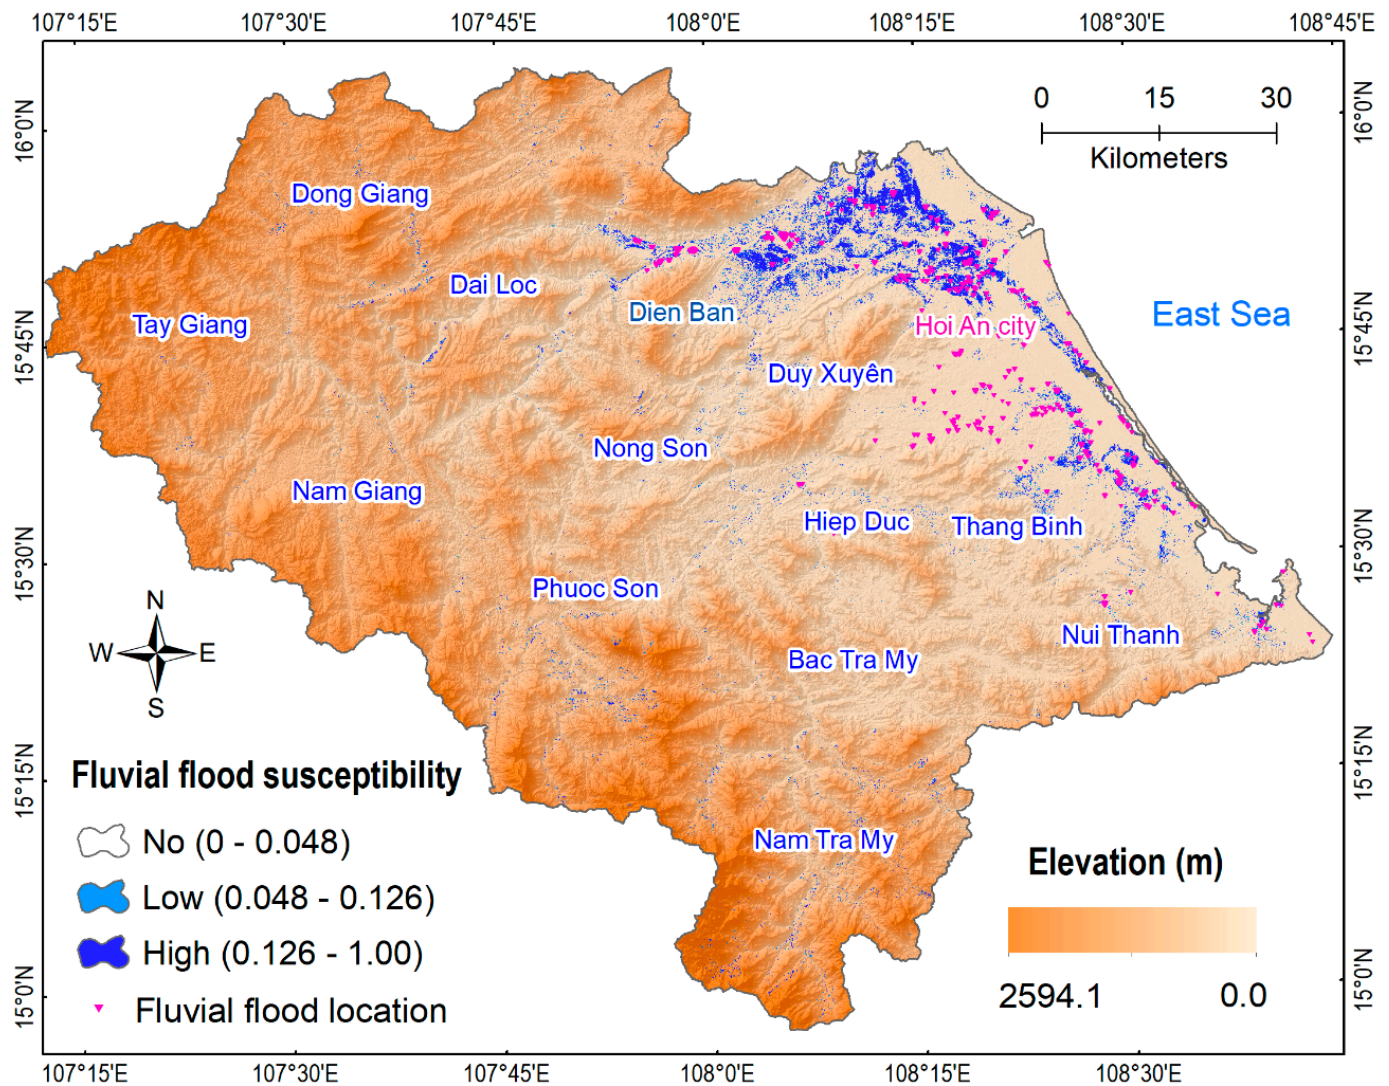 107°15'E 107°30'E 107°45'E 108°0'E 108°15'E 108°30'E 108°45'E
16°0'N
15°45'N
15°30'N
15°15'N
15°0'N
16°0'N
15°45'N
15°30'N
15°15'N
15°0'N
0 15 30
Kilometers
Dong Giang
Dai Loc
Tay Giang
Dien Ban
Hoi An city
East Sea
Duy Xuyên
Nong Son
Nam Giang
Hiep Duc
Thang Binh
Phuoc Son
Nui Thanh
Bac Tra My
Nam Tra My
N
W E
S
Fluvial flood susceptibility
No (0 - 0.048)
Low (0.048 - 0.126)
High (0.126 - 1.00)
Fluvial flood location
Elevation (m)
2594.1 0.0
107°15'E 107°30'E 107°45'E 108°0'E 108°15'E 108°30'E